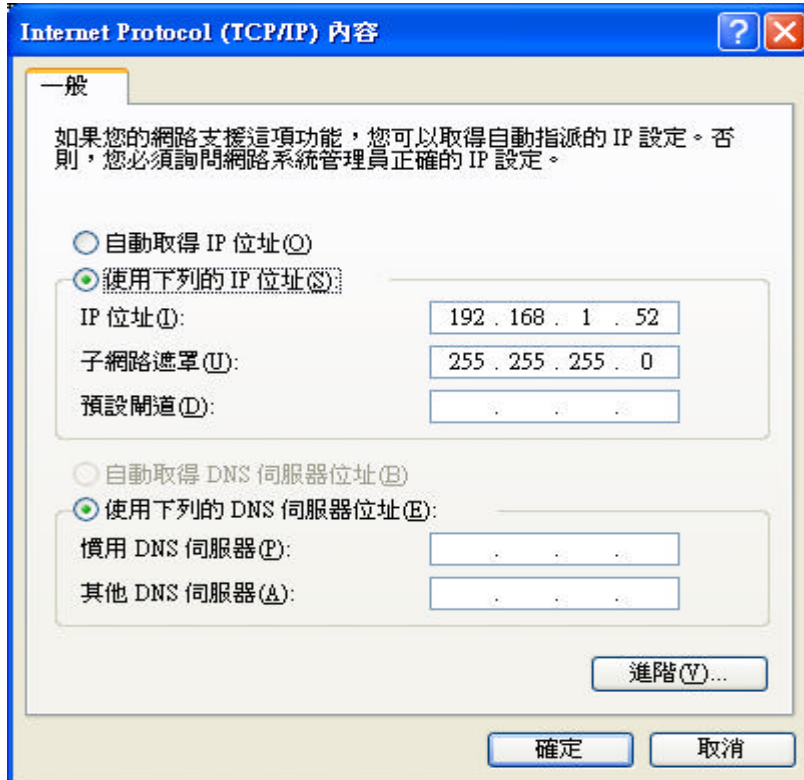 Internet Protocol (TCP/IP) 內容
一般
如果您的網路支援這項功能，您可以取得自動指派的 IP 設定。否
則，您必須詢問網路系統管理員正確的 IP 設定。
自動取得 IP 位址(O)
使用下列的 IP 位址(S):
IP 位址(I): 192 . 168 . 1 . 52
子網路遮罩(U): 255 . 255 . 255 . 0
預設閘道(D): . . .
自動取得 DNS 伺服器位址(B)
使用下列的 DNS 伺服器位址(E):
慣用 DNS 伺服器(P): . . .
其他 DNS 伺服器(A): . . .
進階(V)...
確定 取消